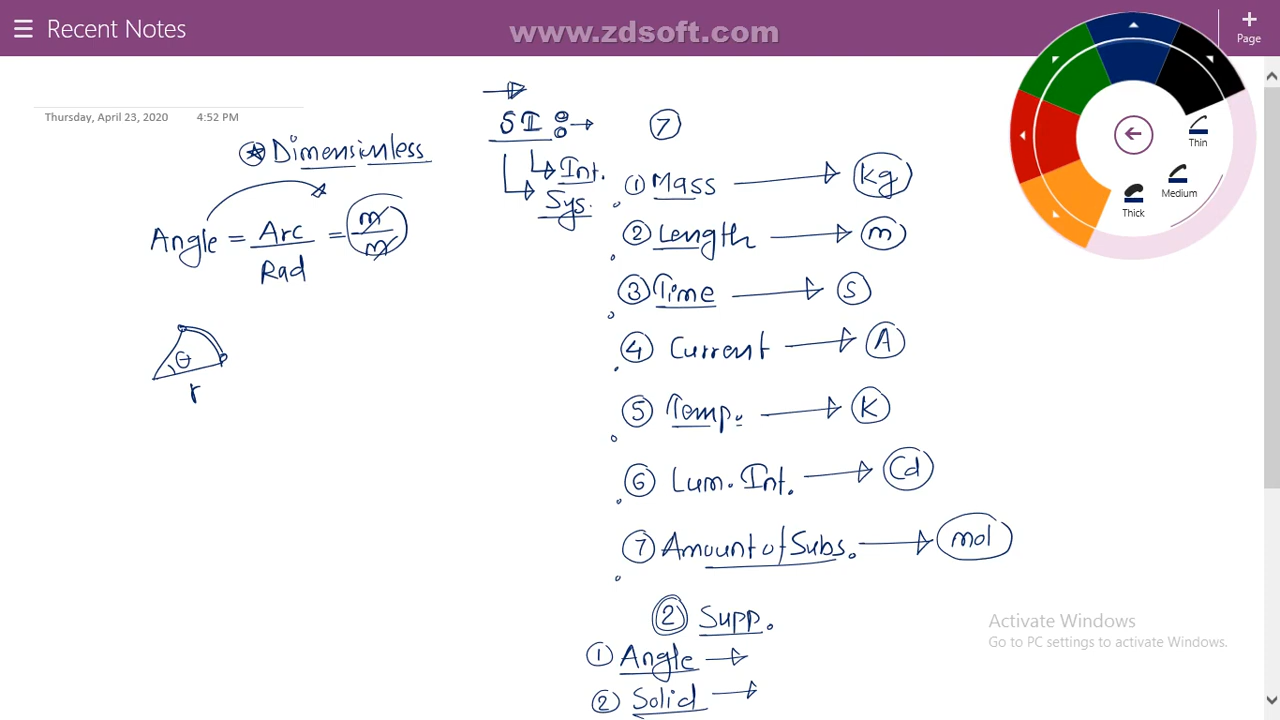 Recent Notes
www.zdsoft.com
Page
Thursday, April 23, 2020 4:52 PM
Dimensionless
Angle = Arc / Rad = m / m
θ
r
SI : → 7
Int.
Sys.
① Mass → kg
② Length → m
③ Time → S
④ Current → A
⑤ Temp. → K
⑥ Lum. Int. → Cd
⑦ Amount of Subs. → mol
② Supp.
① Angle →
② Solid →
Thin
Medium
Thick
Activate Windows
Go to PC settings to activate Windows.